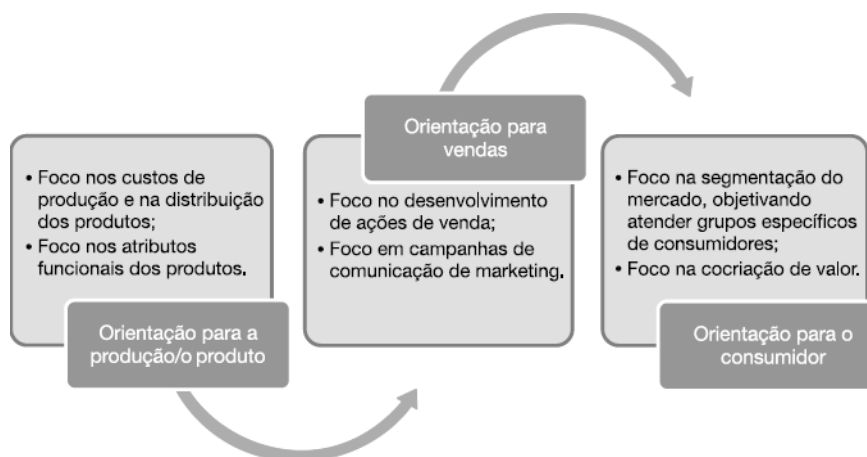 • Foco nos custos de
produção e na distribuição
dos produtos;
• Foco nos atributos
funcionais dos produtos.
Orientação para a
produção/o produto
Orientação para
vendas
• Foco no desenvolvimento
de ações de venda;
• Foco em campanhas de
comunicação de marketing.
• Foco na segmentação do
mercado, objetivando
atender grupos específicos
de consumidores;
• Foco na cocriação de valor.
Orientação para o
consumidor